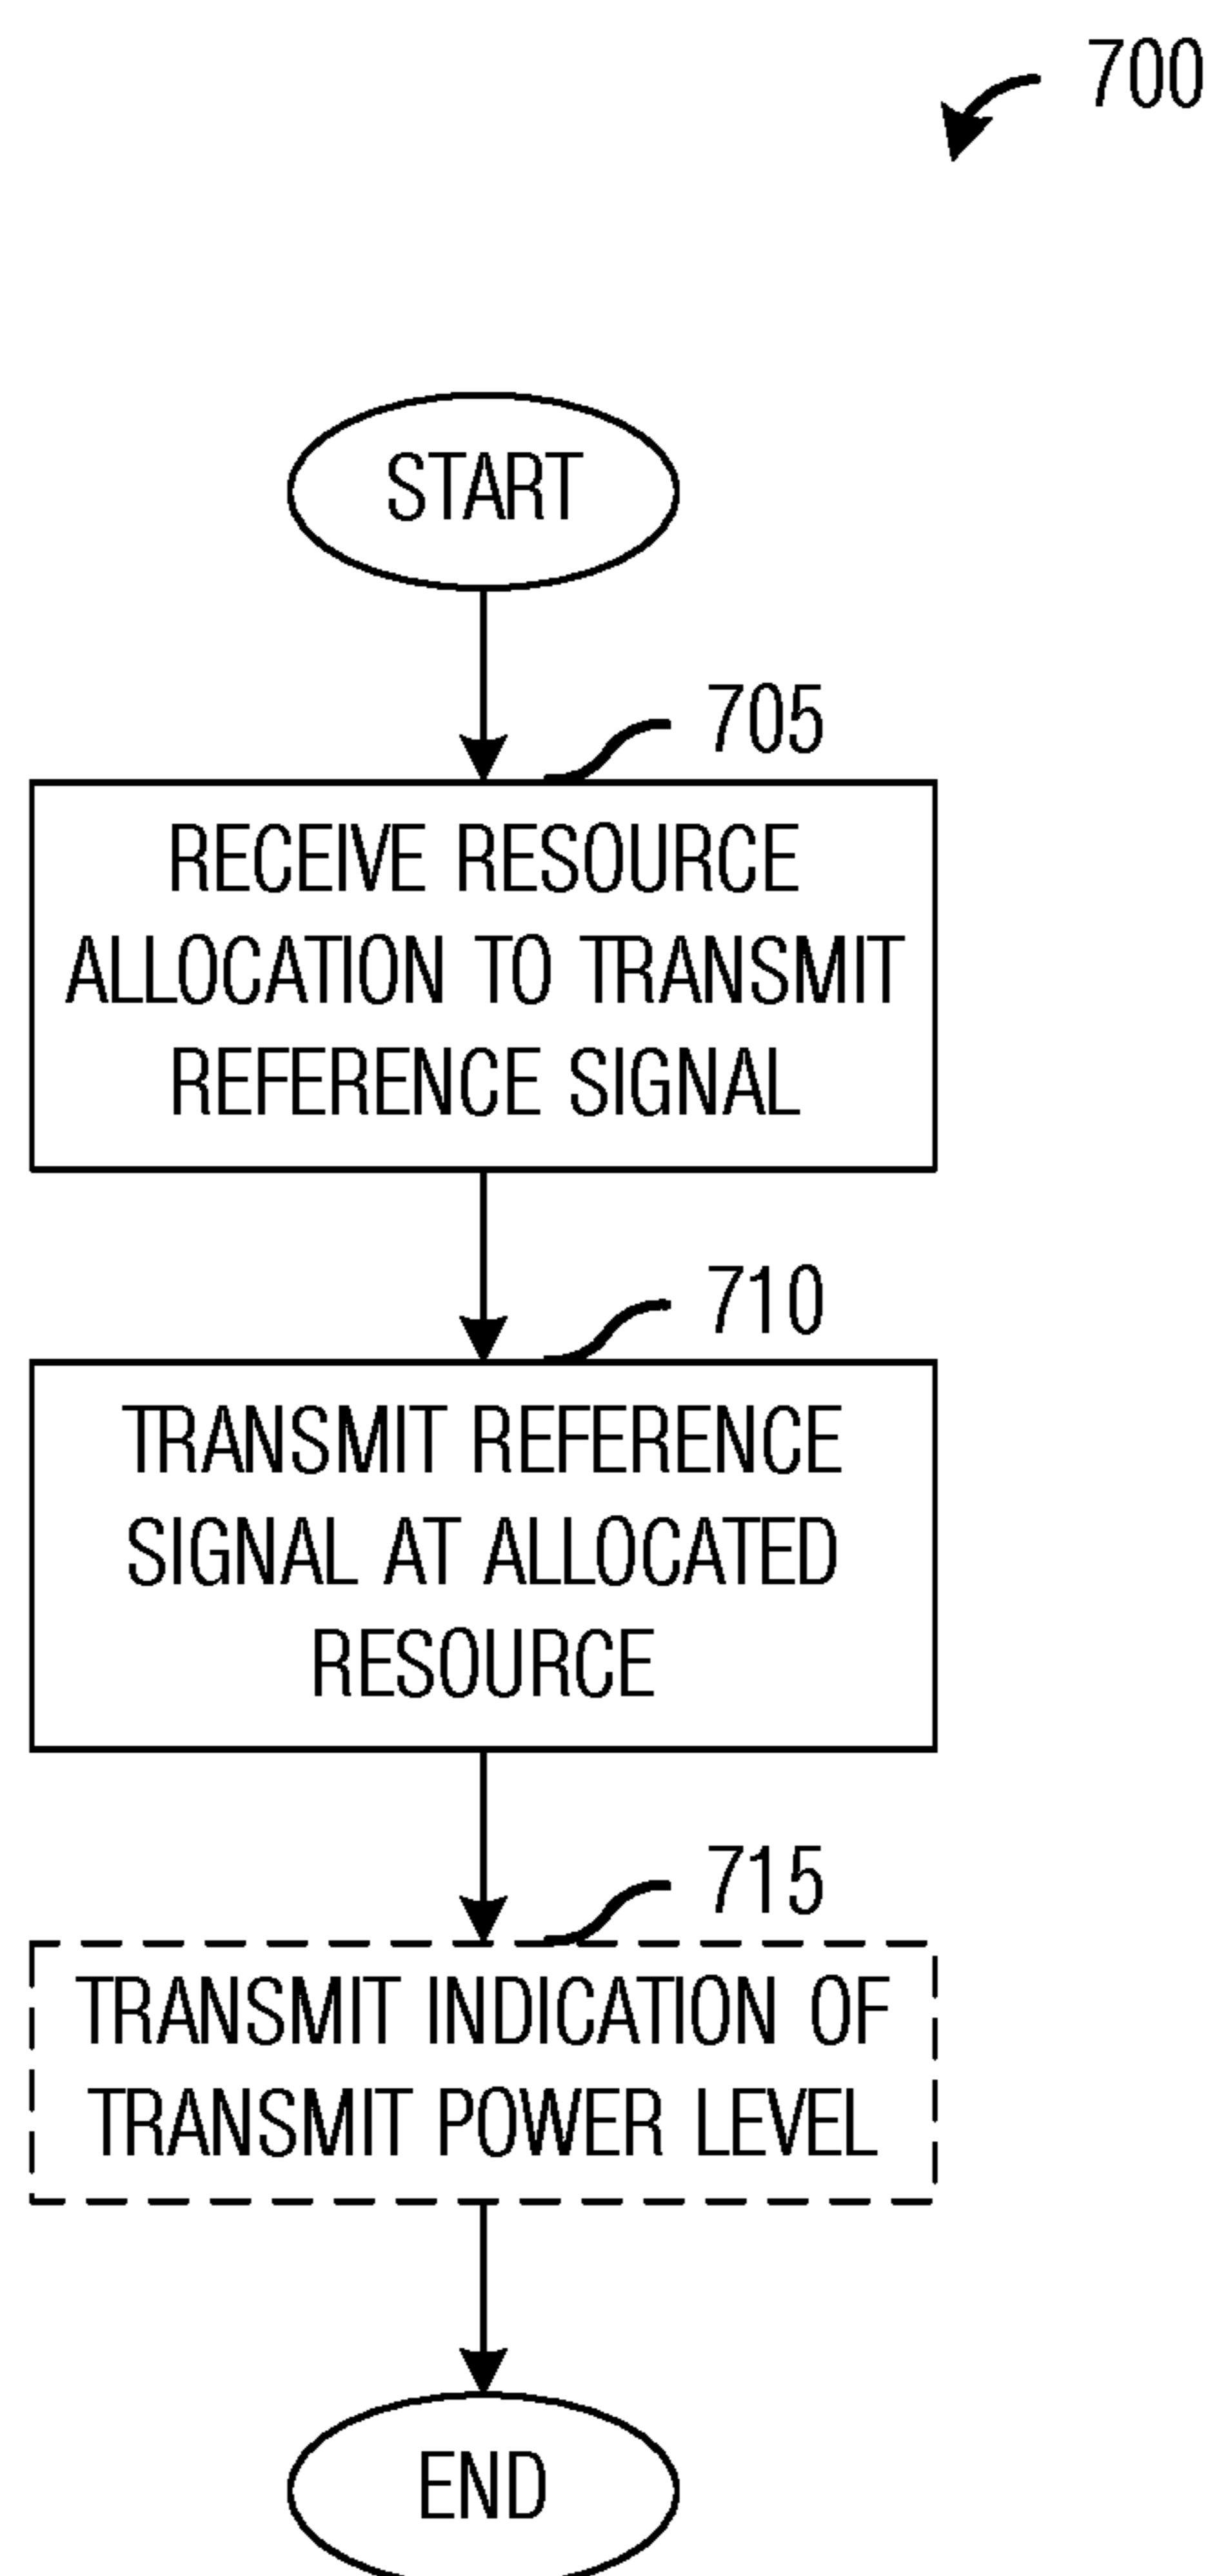 700
START
705
RECEIVE RESOURCE
ALLOCATION TO TRANSMIT
REFERENCE SIGNAL
710
TRANSMIT REFERENCE
SIGNAL AT ALLOCATED
RESOURCE
715
TRANSMIT INDICATION OF
TRANSMIT POWER LEVEL
END